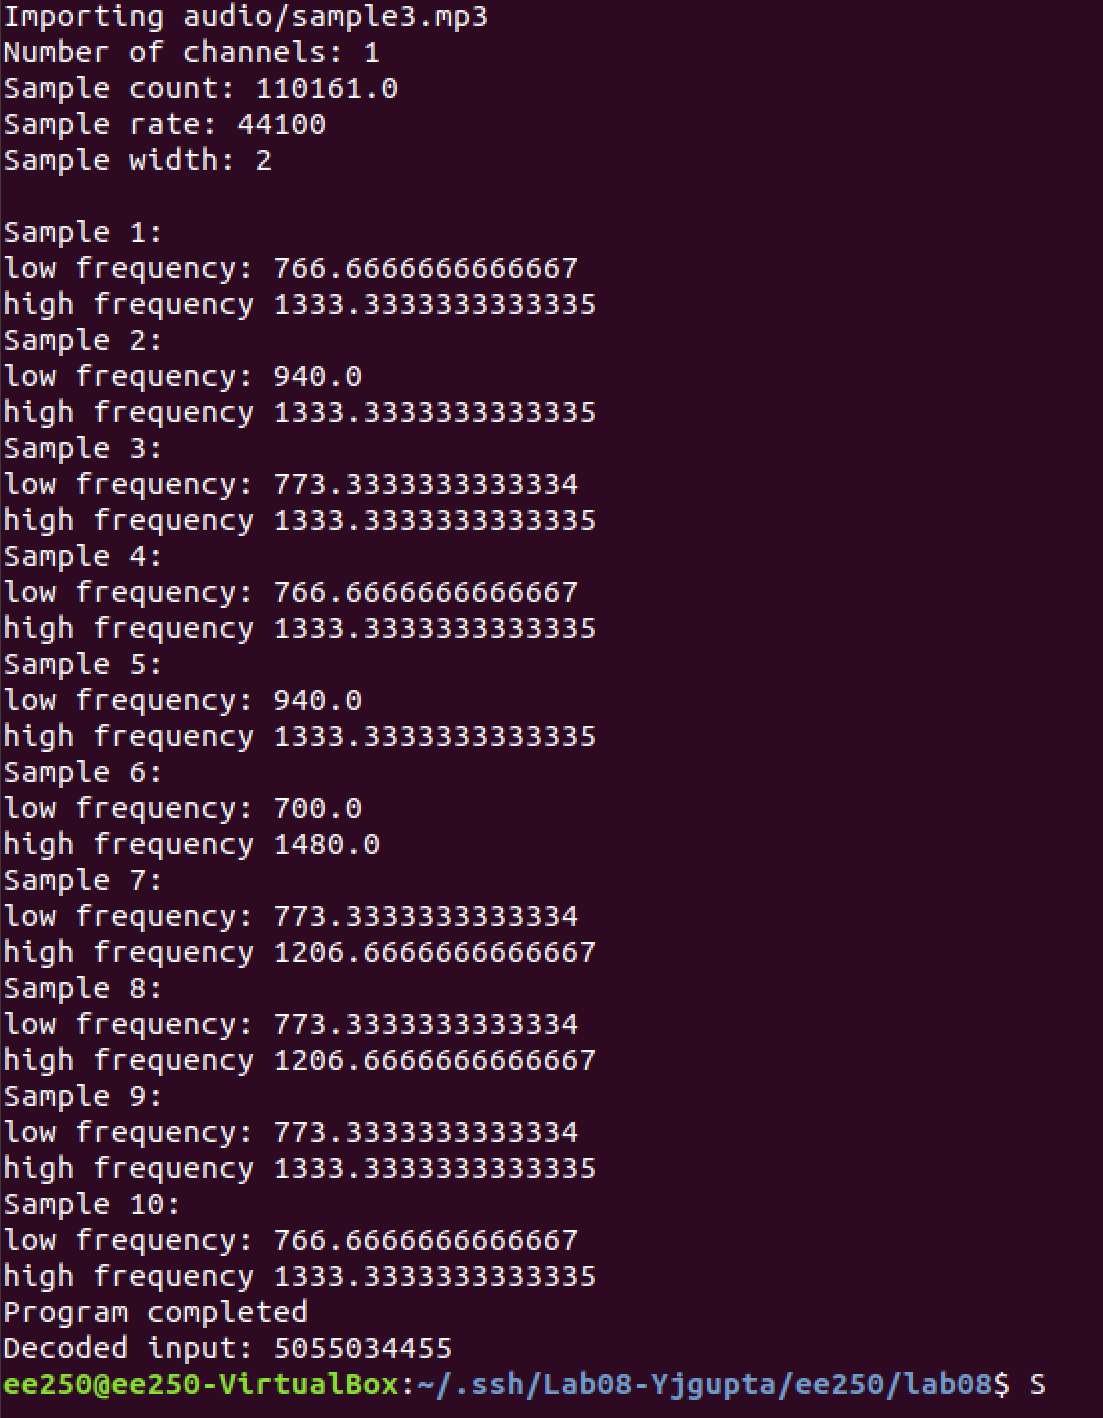 Importing audio/sample3.mp3
Number of channels: 1
Sample count: 110161.0
Sample rate: 44100
Sample width: 2
Sample 1:
low frequency: 766.6666666666667
high frequency 1333.3333333333335
Sample 2:
low frequency: 940.0
high frequency 1333.3333333333335
Sample 3:
low frequency: 773.3333333333334
high frequency 1333.3333333333335
Sample 4:
low frequency: 766.6666666666667
high frequency 1333.3333333333335
Sample 5:
low frequency: 940.0
high frequency 1333.3333333333335
Sample 6:
low frequency: 700.0
high frequency 1480.0
Sample 7:
low frequency: 773.3333333333334
high frequency 1206.6666666666667
Sample 8:
low frequency: 773.3333333333334
high frequency 1206.6666666666667
Sample 9:
low frequency: 773.3333333333334
high frequency 1333.3333333333335
Sample 10:
low frequency: 766.6666666666667
high frequency 1333.3333333333335
Program completed
Decoded input: 5055034455
ee250@ee250-VirtualBox:~/.ssh/Lab08-Yjgupta/ee250/lab08$ S